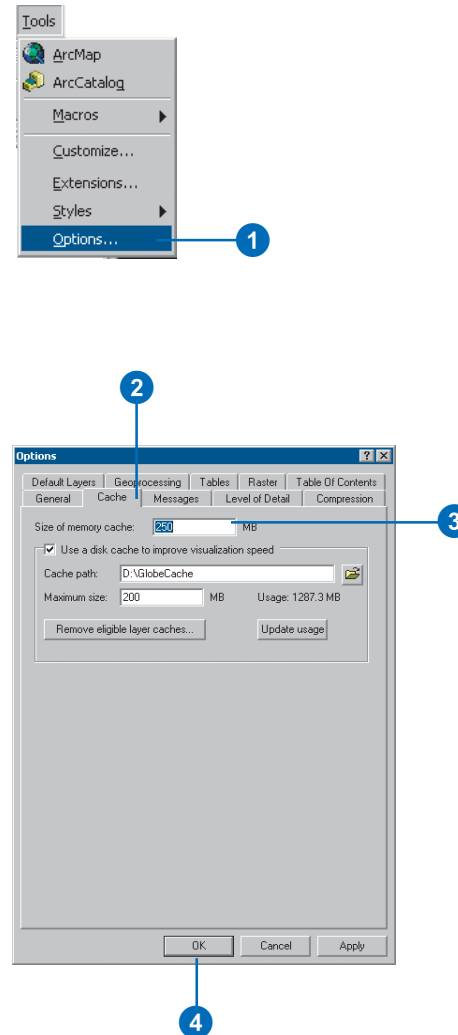 Tools
ArcMap
ArcCatalog
Macros
Customize...
Extensions...
Styles
Options...
1
2
Options
Default Layers Geoprocessing Tables Raster Table Of Contents
General Cache Messages Level of Detail Compression
Size of memory cache: 250 MB
3
Use a disk cache to improve visualization speed
Cache path: D:\GlobeCache
Maximum size: 200 MB Usage: 1287.3 MB
Remove eligible layer caches... Update usage
OK Cancel Apply
4